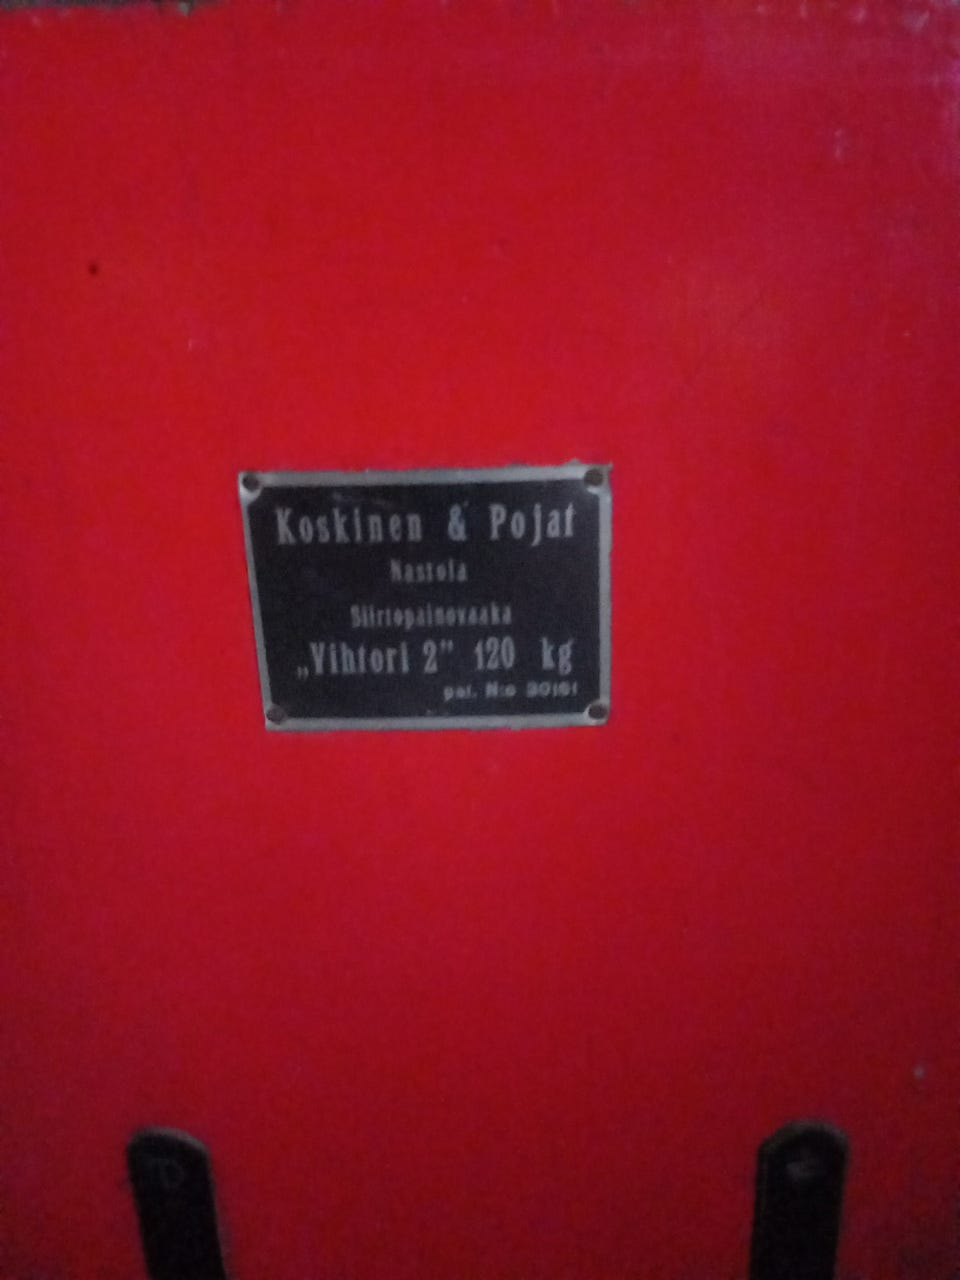 Koskinen & Pojat
Nastola
Siirtopainovaaka
„Vihtori 2” 120 kg
pat. N:o 30161